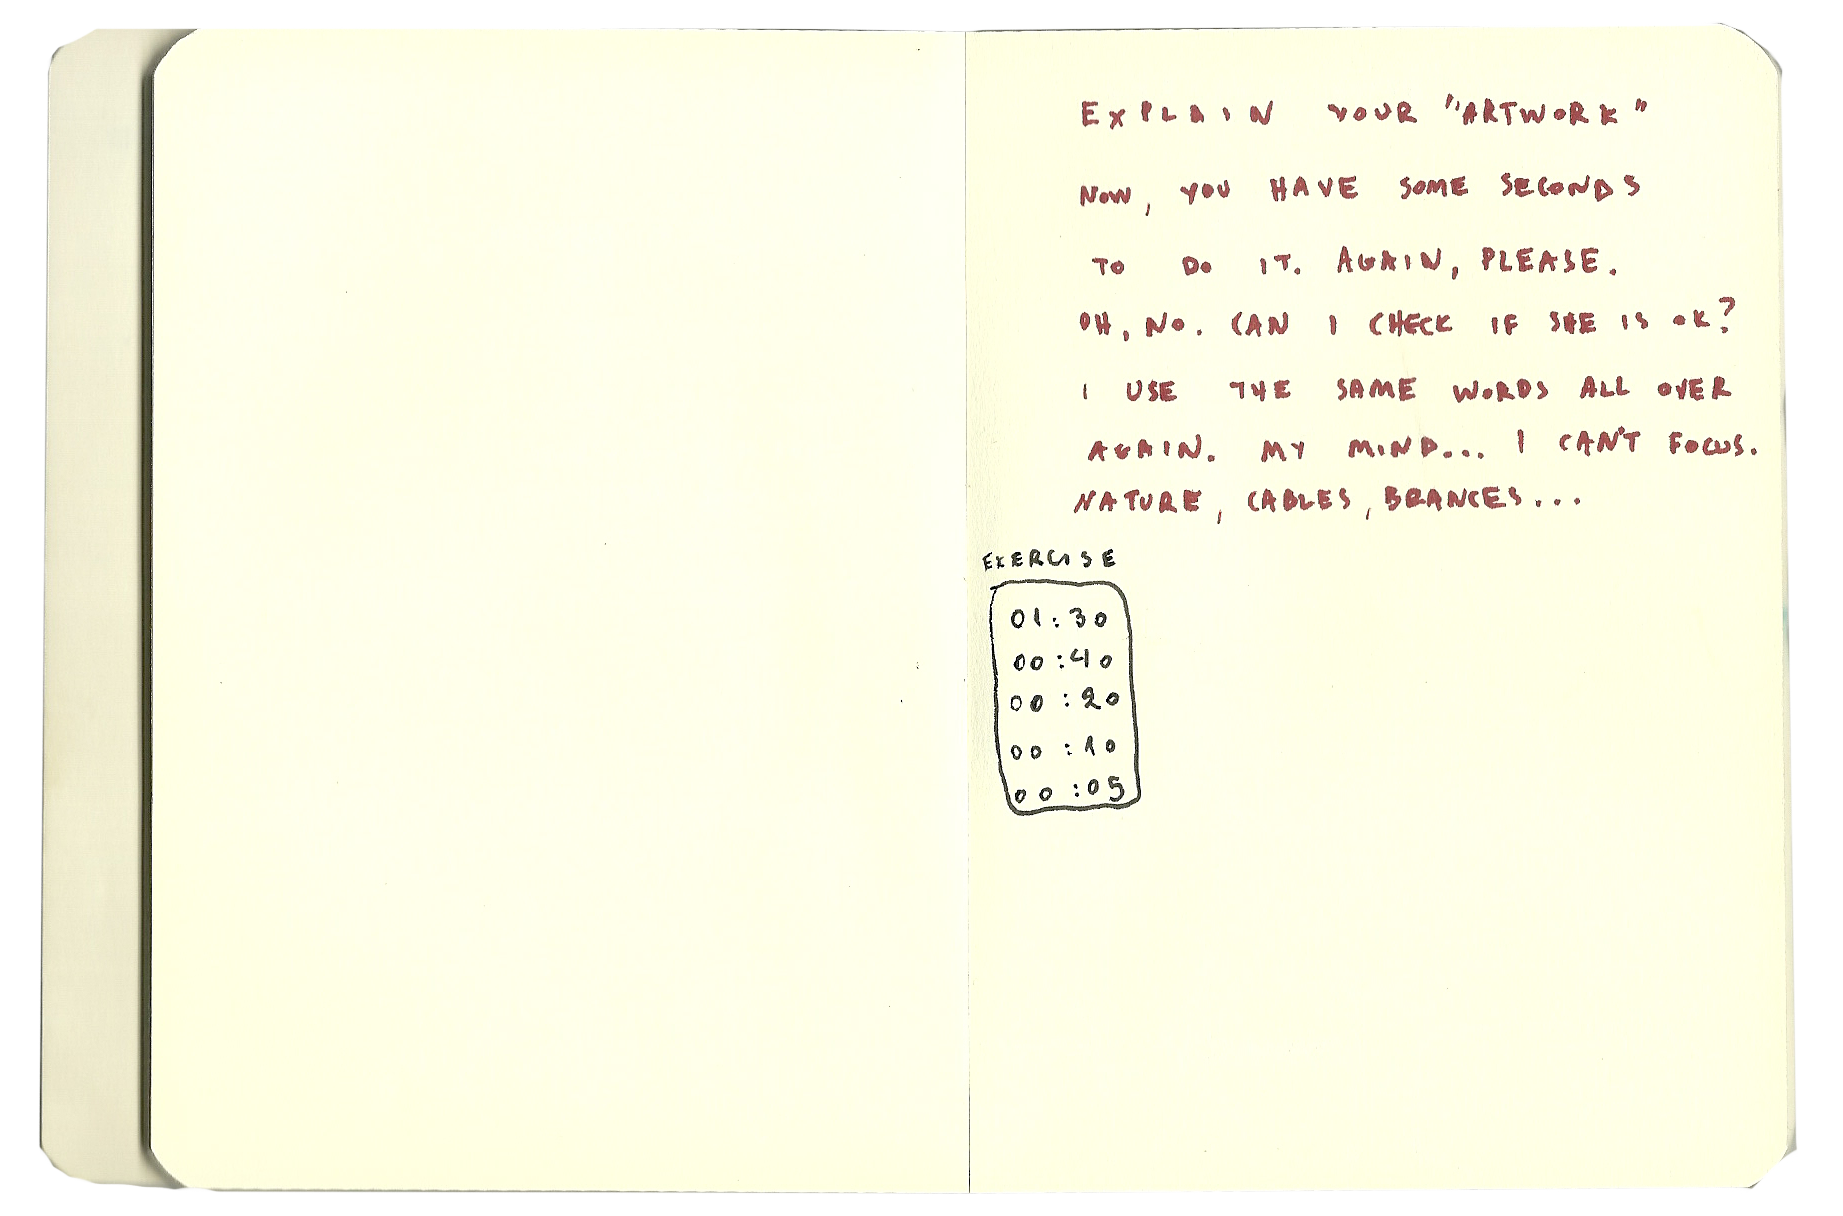 EXPLAIN YOUR "ARTWORK"
NOW, YOU HAVE SOME SECONDS
TO DO IT. AGAIN, PLEASE.
OH, NO. CAN I CHECK IF SHE IS OK?
I USE THE SAME WORDS ALL OVER
AGAIN. MY MIND... I CAN'T FOCUS.
NATURE, CABLES, BRANCES...
EXERCISE
01:30
00:40
00:20
00:10
00:05